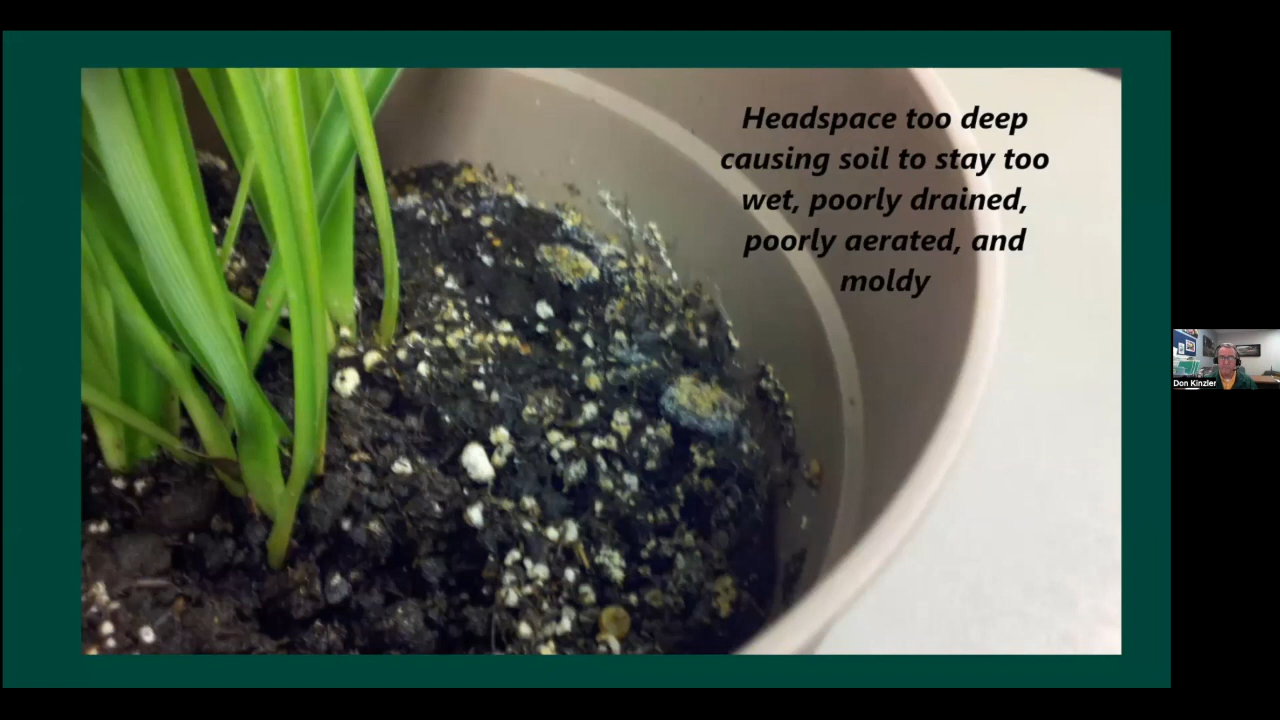 Headspace too deep
causing soil to stay too
wet, poorly drained,
poorly aerated, and
moldy
Don Kinzler